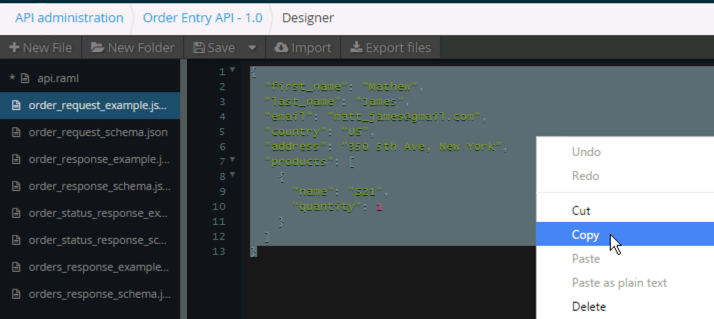 API administration Order Entry API - 1.0 Designer
+ New File New Folder Save Import Export files
* api.raml
order_request_example.js...
order_request_schema.json
order_response_example.j...
order_response_schema.js...
order_status_response_ex...
order_status_response_sc...
orders_response_example...
orders_response_schema.j...
1 {
2 "first_name": "Mathew",
3 "last_name": "James",
4 "email": "matt_james@gmail.com",
5 "country": "US",
6 "address": "350 5th Ave, New York",
7 "products": [
8 {
9 "name": "S21",
10 "quantity": 1
11 }
12 ]
13 }
Undo
Redo
Cut
Copy
Paste
Paste as plain text
Delete